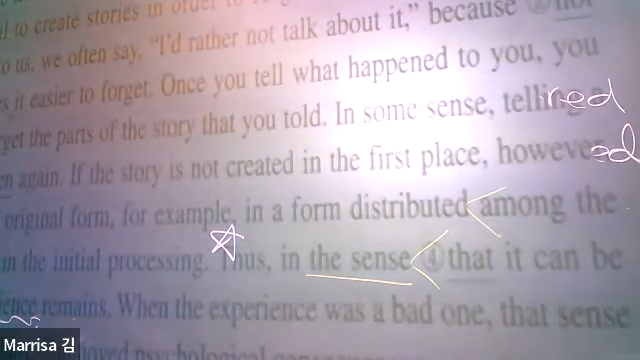 to create stories in order to
to us, we often say, "I'd rather not talk about it," because
it easier to forget. Once you tell what happened to you, you
get the parts of the story that you told. In some sense, telling red
again. If the story is not created in the first place, however ed
original form, for example, in a form distributed among the
in the initial processing. Thus, in the sense ④ that it can be
remains. When the experience was a bad one, that sense
psychological
Marrisa 김